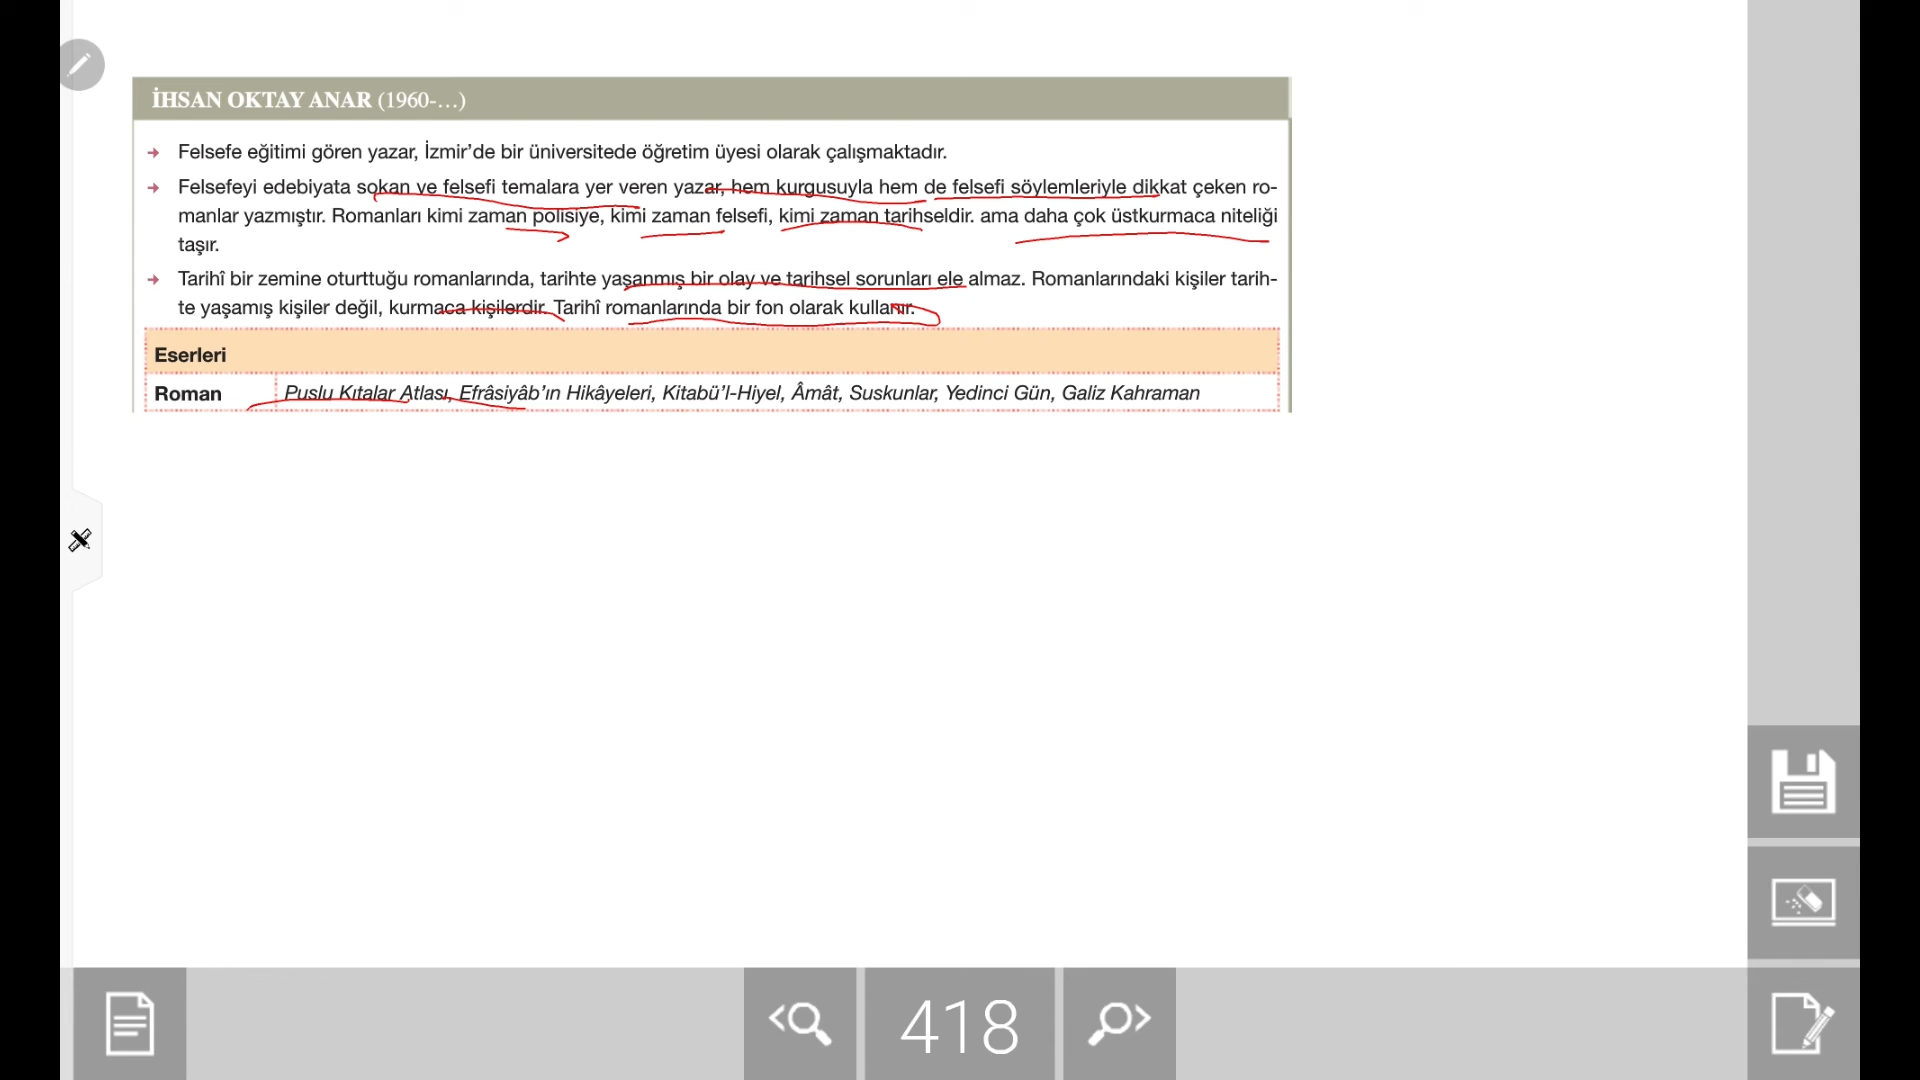 İHSAN OKTAY ANAR (1960-...)
→ Felsefe eğitimi gören yazar, İzmir’de bir üniversitede öğretim üyesi olarak çalışmaktadır.
→ Felsefeyi edebiyata sokan ve felsefi temalara yer veren yazar, hem kurgusuyla hem de felsefi söylemleriyle dikkat çeken ro-
manlar yazmıştır. Romanları kimi zaman polisiye, kimi zaman felsefi, kimi zaman tarihseldir. ama daha çok üstkurmaca niteliği
taşır.
→ Tarihî bir zemine oturttuğu romanlarında, tarihte yaşanmış bir olay ve tarihsel sorunları ele almaz. Romanlarındaki kişiler tarih-
te yaşamış kişiler değil, kurmaca kişilerdir. Tarihî romanlarında bir fon olarak kullanır.
Eserleri
Roman Puslu Kıtalar Atlası, Efrâsiyâb’ın Hikâyeleri, Kitabü’l-Hiyel, Âmât, Suskunlar, Yedinci Gün, Galiz Kahraman
418